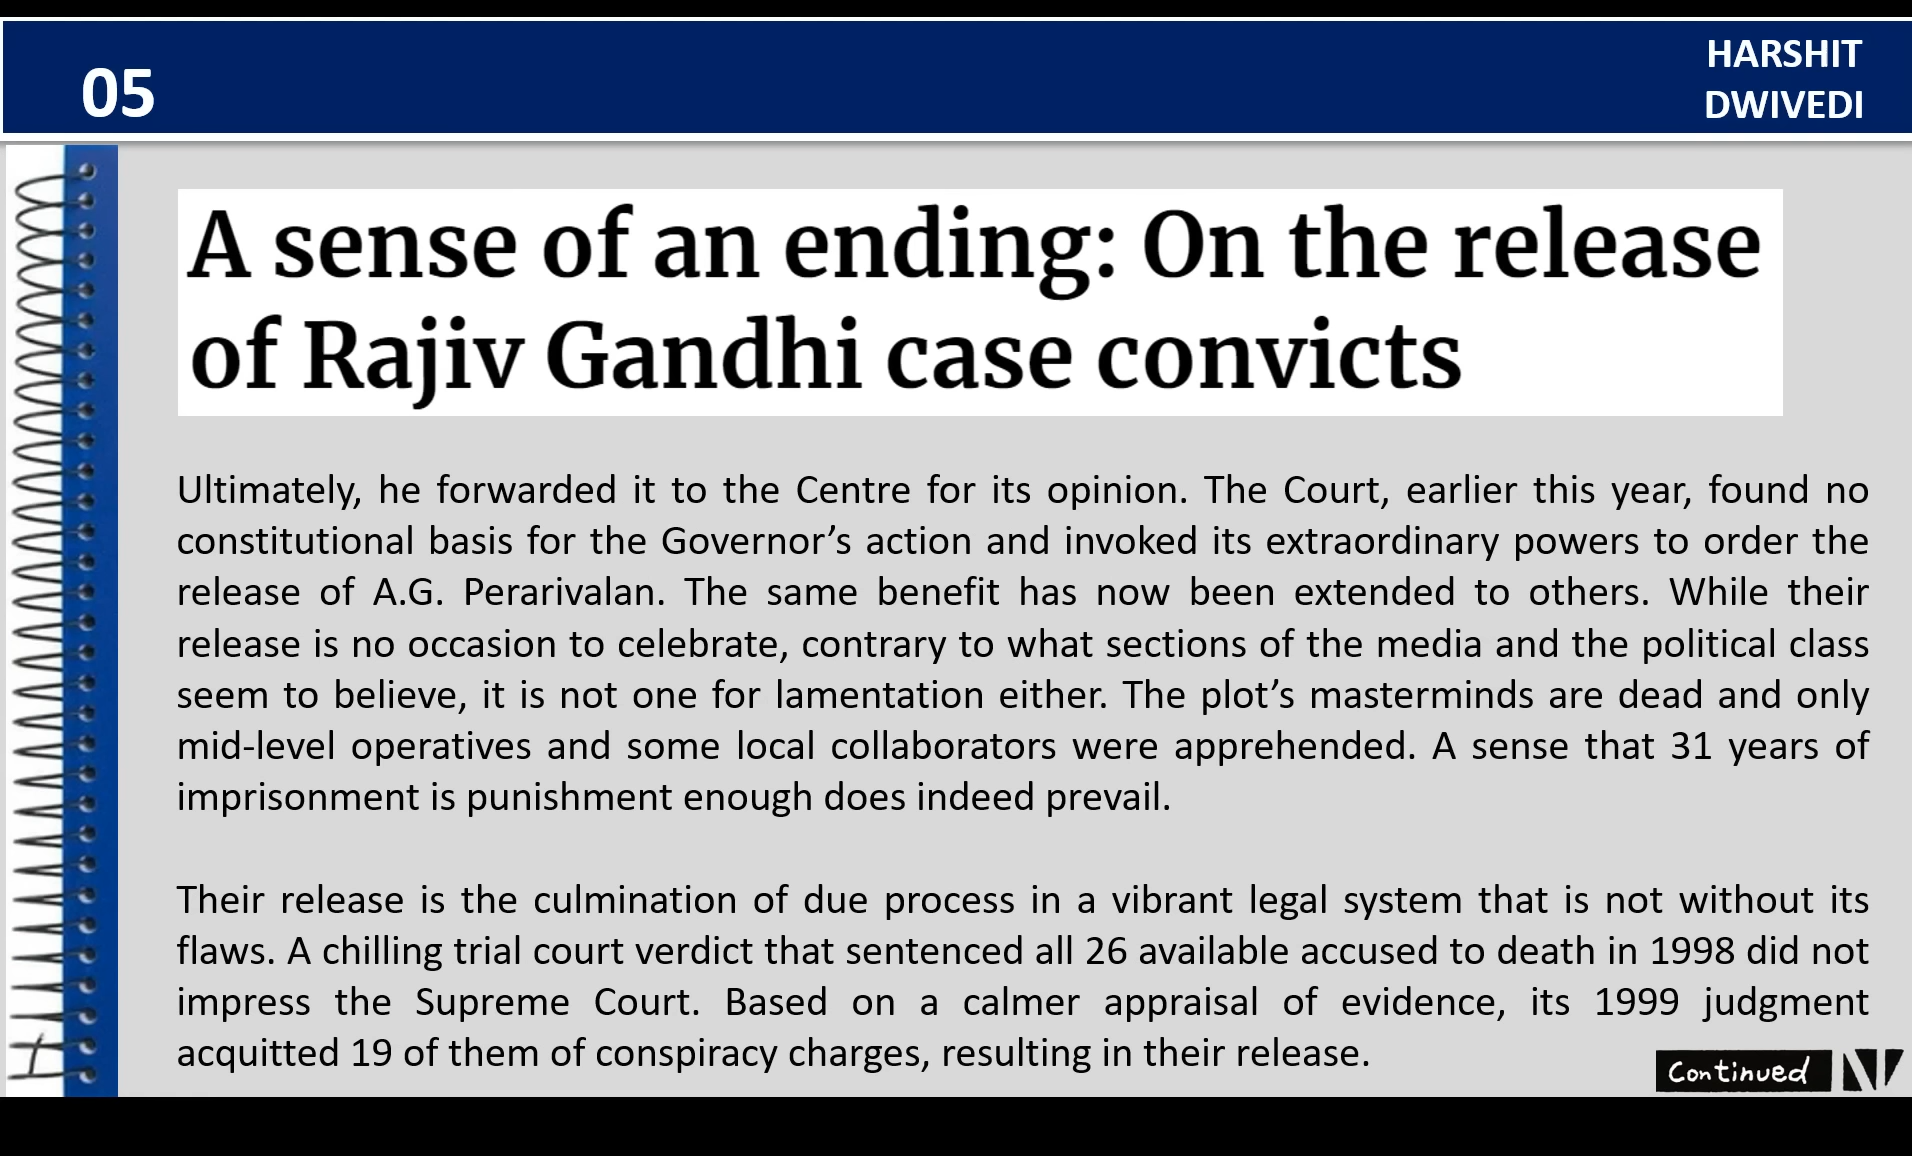 05
HARSHIT
DWIVEDI
A sense of an ending: On the release
of Rajiv Gandhi case convicts
Ultimately, he forwarded it to the Centre for its opinion. The Court, earlier this year, found no
constitutional basis for the Governor’s action and invoked its extraordinary powers to order the
release of A.G. Perarivalan. The same benefit has now been extended to others. While their
release is no occasion to celebrate, contrary to what sections of the media and the political class
seem to believe, it is not one for lamentation either. The plot’s masterminds are dead and only
mid-level operatives and some local collaborators were apprehended. A sense that 31 years of
imprisonment is punishment enough does indeed prevail.
Their release is the culmination of due process in a vibrant legal system that is not without its
flaws. A chilling trial court verdict that sentenced all 26 available accused to death in 1998 did not
impress the Supreme Court. Based on a calmer appraisal of evidence, its 1999 judgment
acquitted 19 of them of conspiracy charges, resulting in their release.
Continued